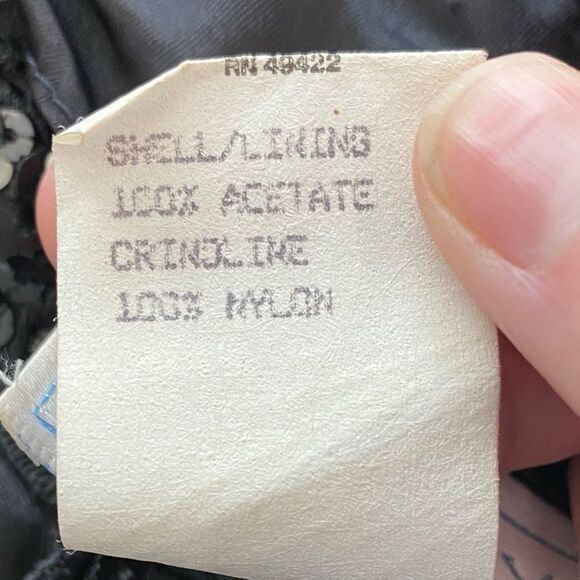 RN 49422
SHELL/LINING
100% ACETATE
CRINOLINE
100% NYLON